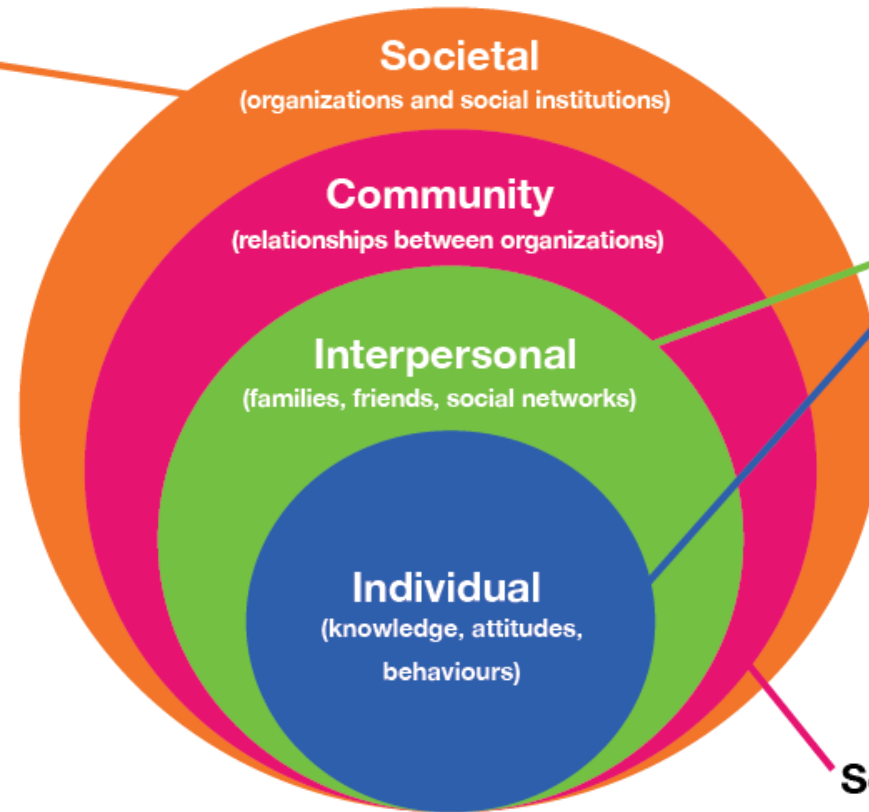 Societal
(organizations and social institutions)
Community
(relationships between organizations)
Interpersonal
(families, friends, social networks)
Individual
(knowledge, attitudes,
behaviours)